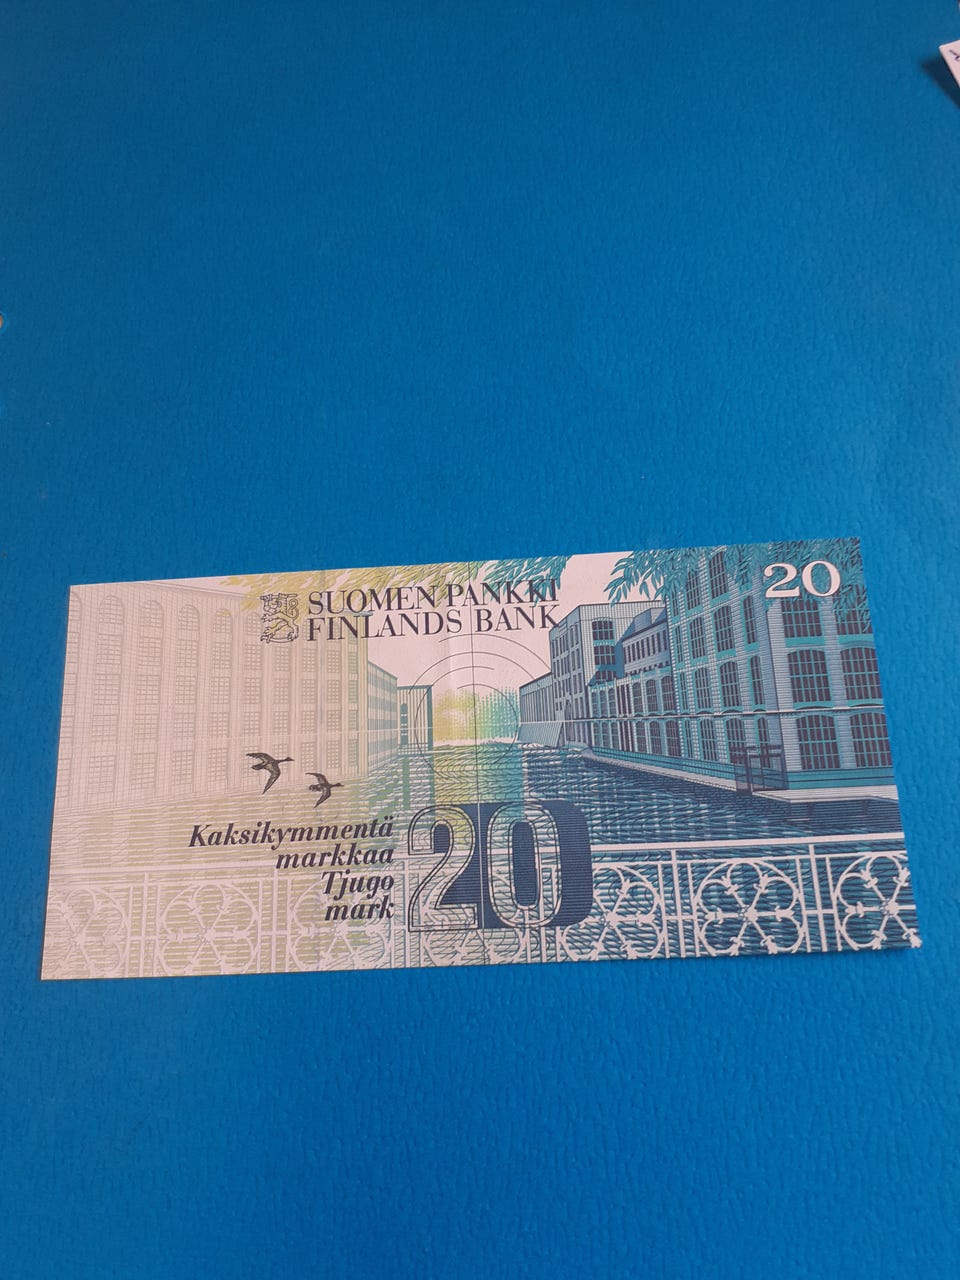 20
SUOMEN PANKKI
FINLANDS BANK
Kaksikymmentä
markkaa
Tjugo
mark
20